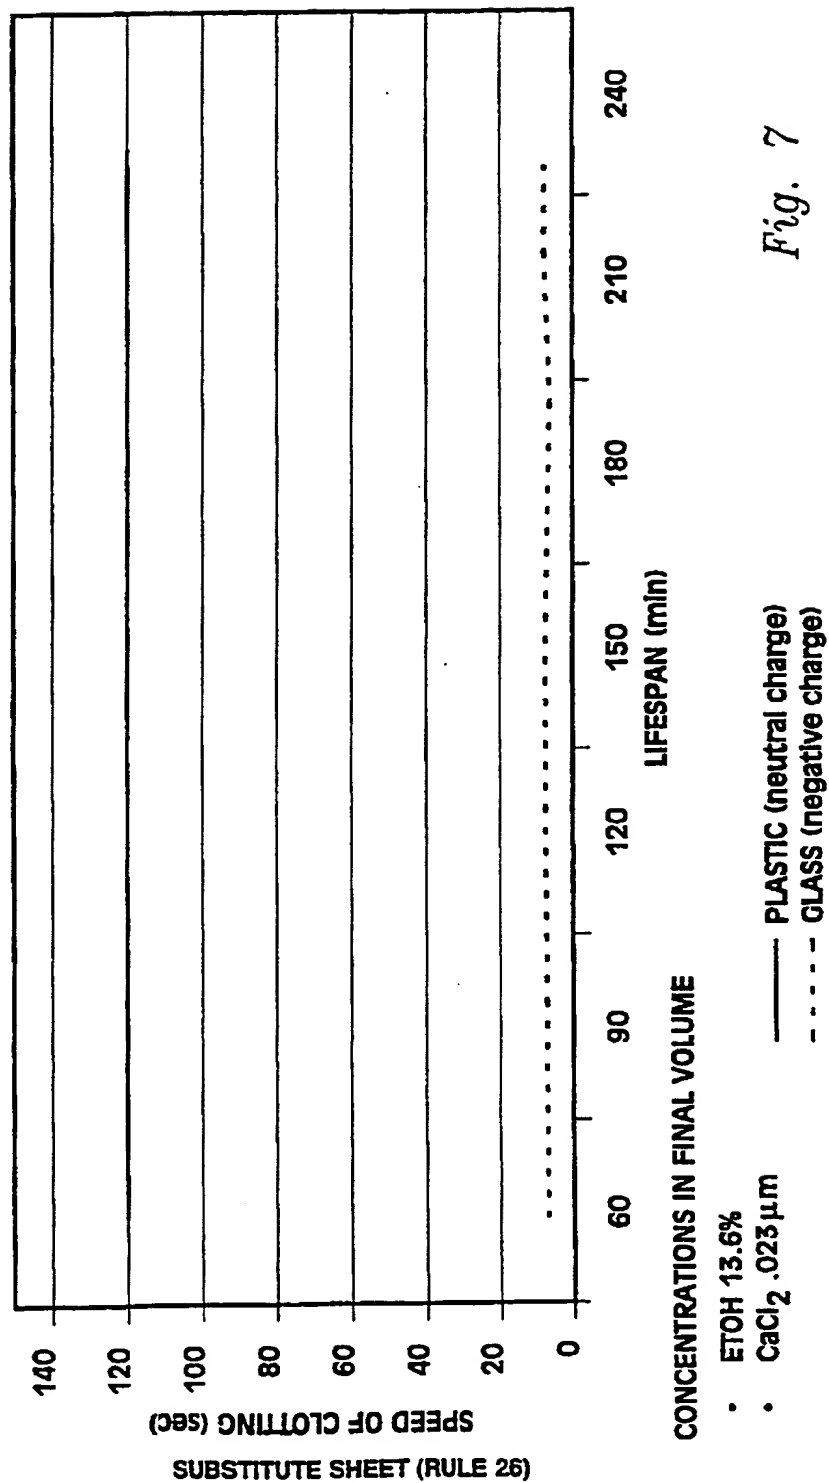 SPEED OF CLOTTING (sec)
140
120
100
80
60
40
20
0
60
90
120
150
180
210
240
LIFESPAN (min)
CONCENTRATIONS IN FINAL VOLUME
• ETOH 13.6%
• CaCl2 .023 µm
PLASTIC (neutral charge)
GLASS (negative charge)
Fig. 7
SUBSTITUTE SHEET (RULE 26)